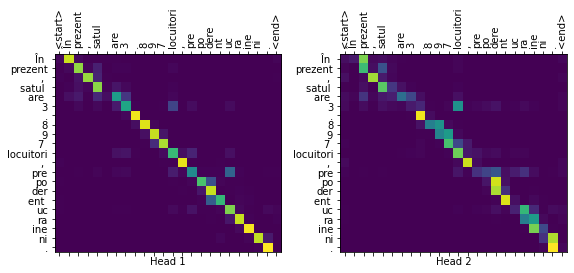 <start>
În
prezent
,
satul
are
3
.
8
9
7
locuitori
,
pre
po
dere
nt
uc
ra
ine
ni
.
<end>
În
prezent
,
satul
are
3
.
8
9
7
locuitori
,
pre
po
der
ent
uc
ra
ine
ni
.
Head 1
<start>
În
prezent
,
satul
are
3
.
8
9
7
locuitori
,
pre
po
dere
nt
uc
ra
ine
ni
.
<end>
În
prezent
,
satul
are
3
.
8
9
7
locuitori
,
pre
po
der
ent
uc
ra
ine
ni
.
Head 2